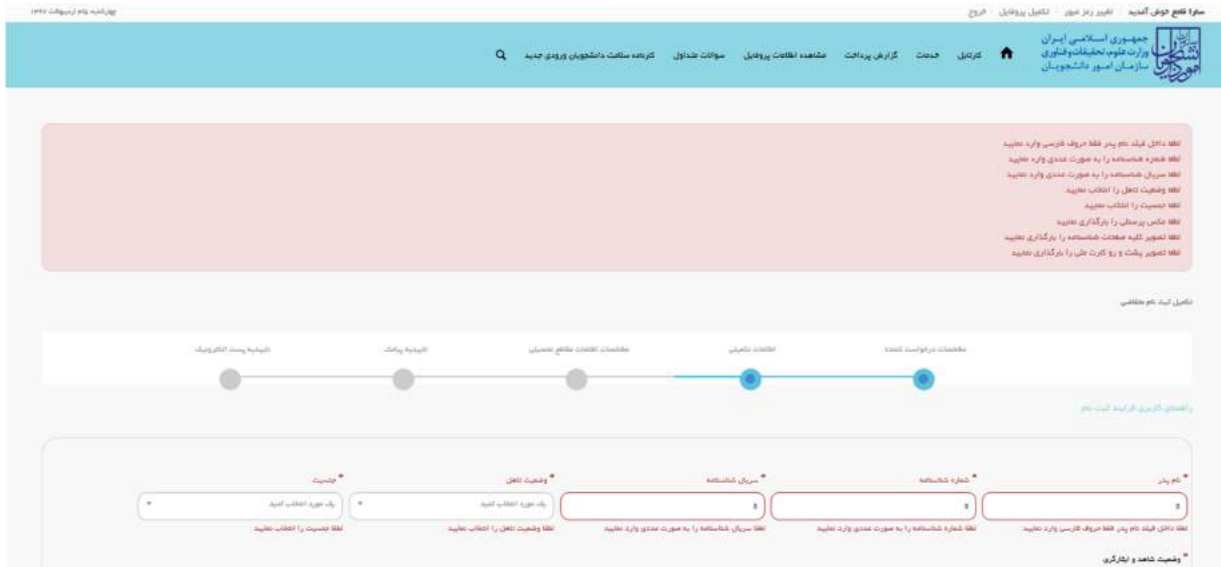 سارا فلاح خوش آمدید تغییر رمز عبور تکمیل پروفایل خروج
چهارشنبه ۵ام اردیبهشت ۱۳۹۷
جمهوری اسلامی ایران
وزارت علوم، تحقیقات و فناوری
سازمان امور دانشجویان
کارتابل خدمات گزارش پرداخت مشاهده اطلاعات پروفایل سوالات متداول کارنامه سلامت دانشجویان ورودی جدید
لطفا داخل فیلد نام پدر فقط حروف فارسی وارد نمایید
لطفا شماره شناسنامه را به صورت عددی وارد نمایید
لطفا سریال شناسنامه را به صورت عددی وارد نمایید
لطفا وضعیت تاهل را انتخاب نمایید
لطفا جنسیت را انتخاب نمایید
لطفا عکس پرسنلی را بارگذاری نمایید
لطفا تصویر کلیه صفحات شناسنامه را بارگذاری نمایید
لطفا تصویر پشت و رو کارت ملی را بارگذاری نمایید
تکمیل ثبت نام متقاضی
مشخصات درخواست کننده اطلاعات تکمیلی مشخصات اطلاعات مقاطع تحصیلی تاییدیه پیامک تاییدیه پست الکترونیک
راهنمای کاربری فرایند ثبت نام
* نام پدر * شماره شناسنامه * سریال شناسنامه * وضعیت تاهل * جنسیت
یک مورد انتخاب کنید یک مورد انتخاب کنید
لطفا داخل فیلد نام پدر فقط حروف فارسی وارد نمایید لطفا شماره شناسنامه را به صورت عددی وارد نمایید لطفا سریال شناسنامه را به صورت عددی وارد نمایید لطفا وضعیت تاهل را انتخاب نمایید لطفا جنسیت را انتخاب نمایید
* وضعیت شاهد و ایثارگری